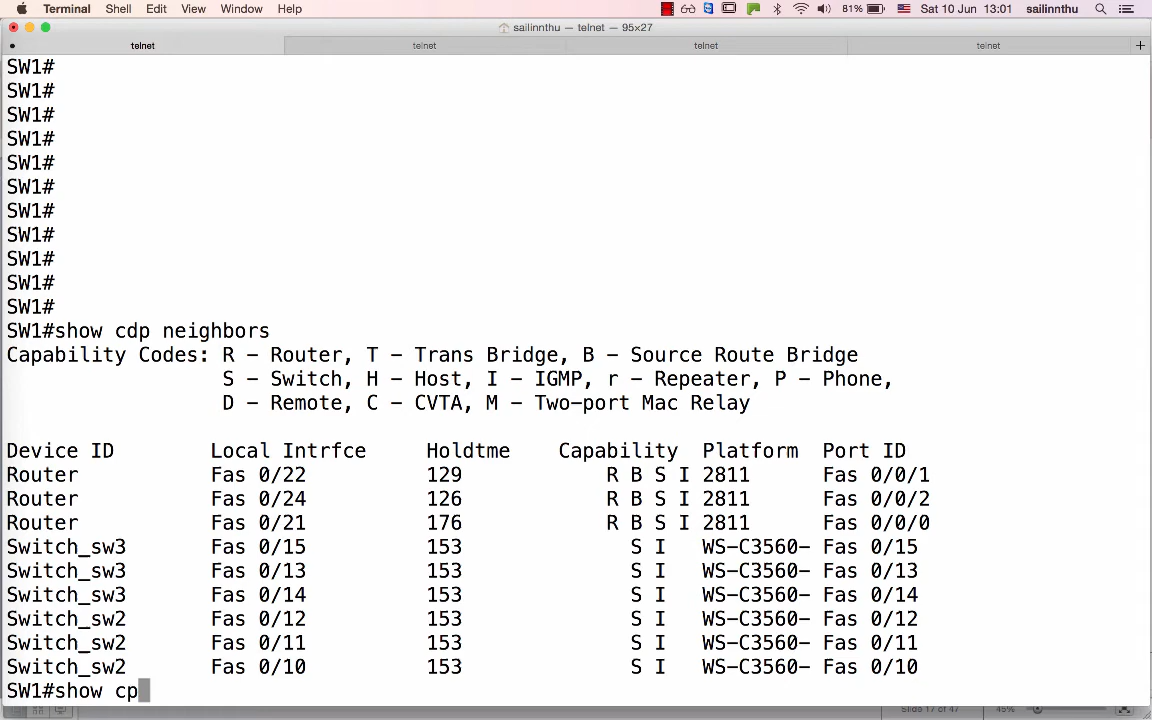 Terminal Shell Edit View Window Help 81% Sat 10 Jun 13:01 sailinnthu
sailinnthu — telnet — 95×27
telnet telnet telnet telnet
SW1#
SW1#
SW1#
SW1#
SW1#
SW1#
SW1#
SW1#
SW1#
SW1#
SW1#
SW1#show cdp neighbors
Capability Codes: R - Router, T - Trans Bridge, B - Source Route Bridge
S - Switch, H - Host, I - IGMP, r - Repeater, P - Phone,
D - Remote, C - CVTA, M - Two-port Mac Relay
Device ID Local Intrfce Holdtme Capability Platform Port ID
Router Fas 0/22 129 R B S I 2811 Fas 0/0/1
Router Fas 0/24 126 R B S I 2811 Fas 0/0/2
Router Fas 0/21 176 R B S I 2811 Fas 0/0/0
Switch_sw3 Fas 0/15 153 S I WS-C3560- Fas 0/15
Switch_sw3 Fas 0/13 153 S I WS-C3560- Fas 0/13
Switch_sw3 Fas 0/14 153 S I WS-C3560- Fas 0/14
Switch_sw2 Fas 0/12 153 S I WS-C3560- Fas 0/12
Switch_sw2 Fas 0/11 153 S I WS-C3560- Fas 0/11
Switch_sw2 Fas 0/10 153 S I WS-C3560- Fas 0/10
SW1#show cp
Slide 17 of 47 45%